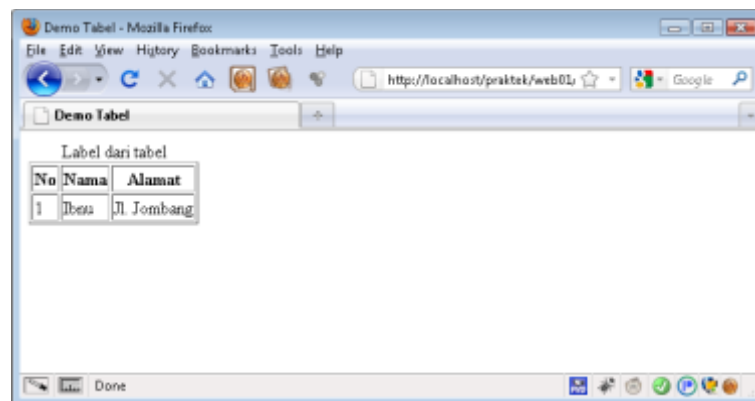 Demo Tabel - Mozilla Firefox
File Edit View History Bookmarks Tools Help
http://localhost/praktek/web01/ Google
Demo Tabel
Label dari tabel
No Nama Alamat
1 Ibnu Jl. Jombang
Done